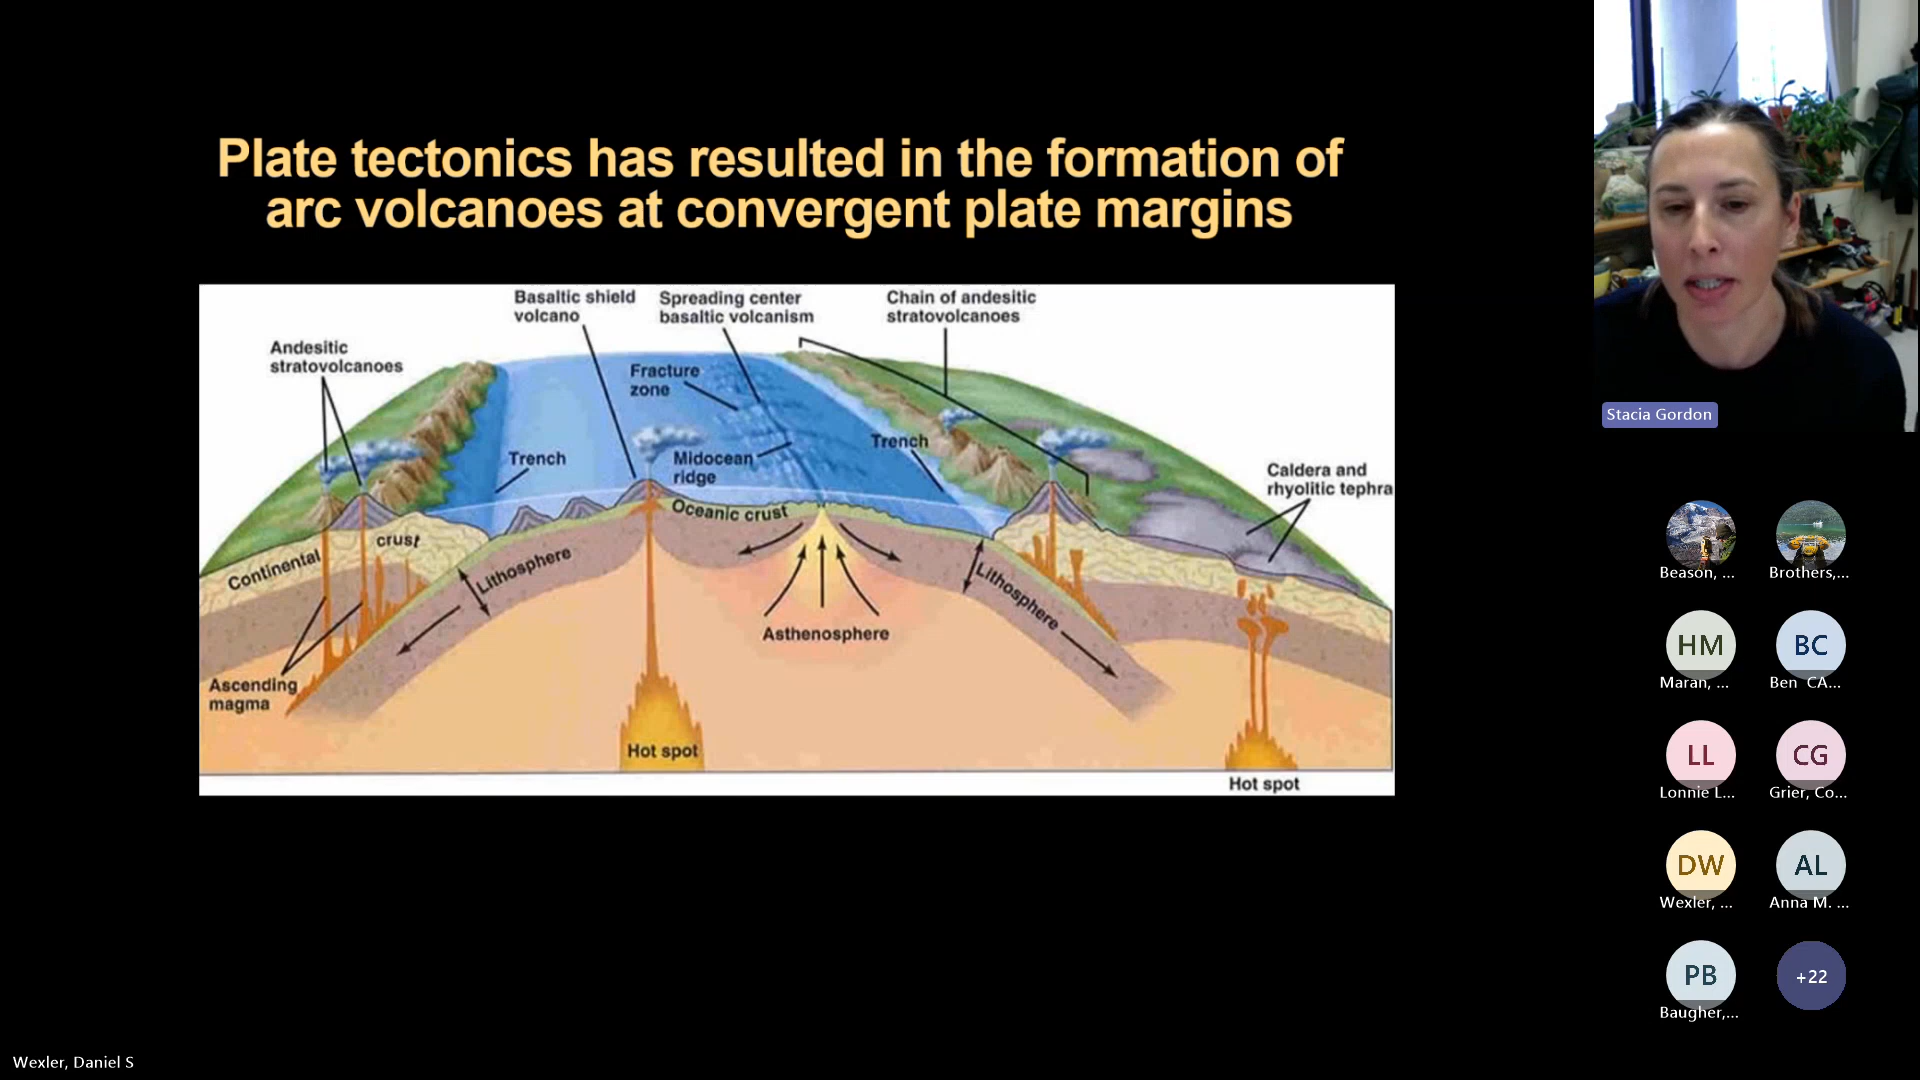 Plate tectonics has resulted in the formation of
arc volcanoes at convergent plate margins
Basaltic shield
volcano
Spreading center
basaltic volcanism
Chain of andesitic
stratovolcanoes
Andesitic
stratovolcanoes
Fracture
zone
Trench
Midocean
ridge
Trench
Caldera and
rhyolitic tephra
Oceanic crust
Continental
crust
Lithosphere
Lithosphere
Asthenosphere
Ascending
magma
Hot spot
Hot spot
Stacia Gordon
Beason, ...
Brothers,...
HM
Maran, ...
BC
Ben CA...
LL
Lonnie L...
CG
Grier, Co...
DW
Wexler, ...
AL
Anna M. ...
PB
Baugher,...
+22
Wexler, Daniel S